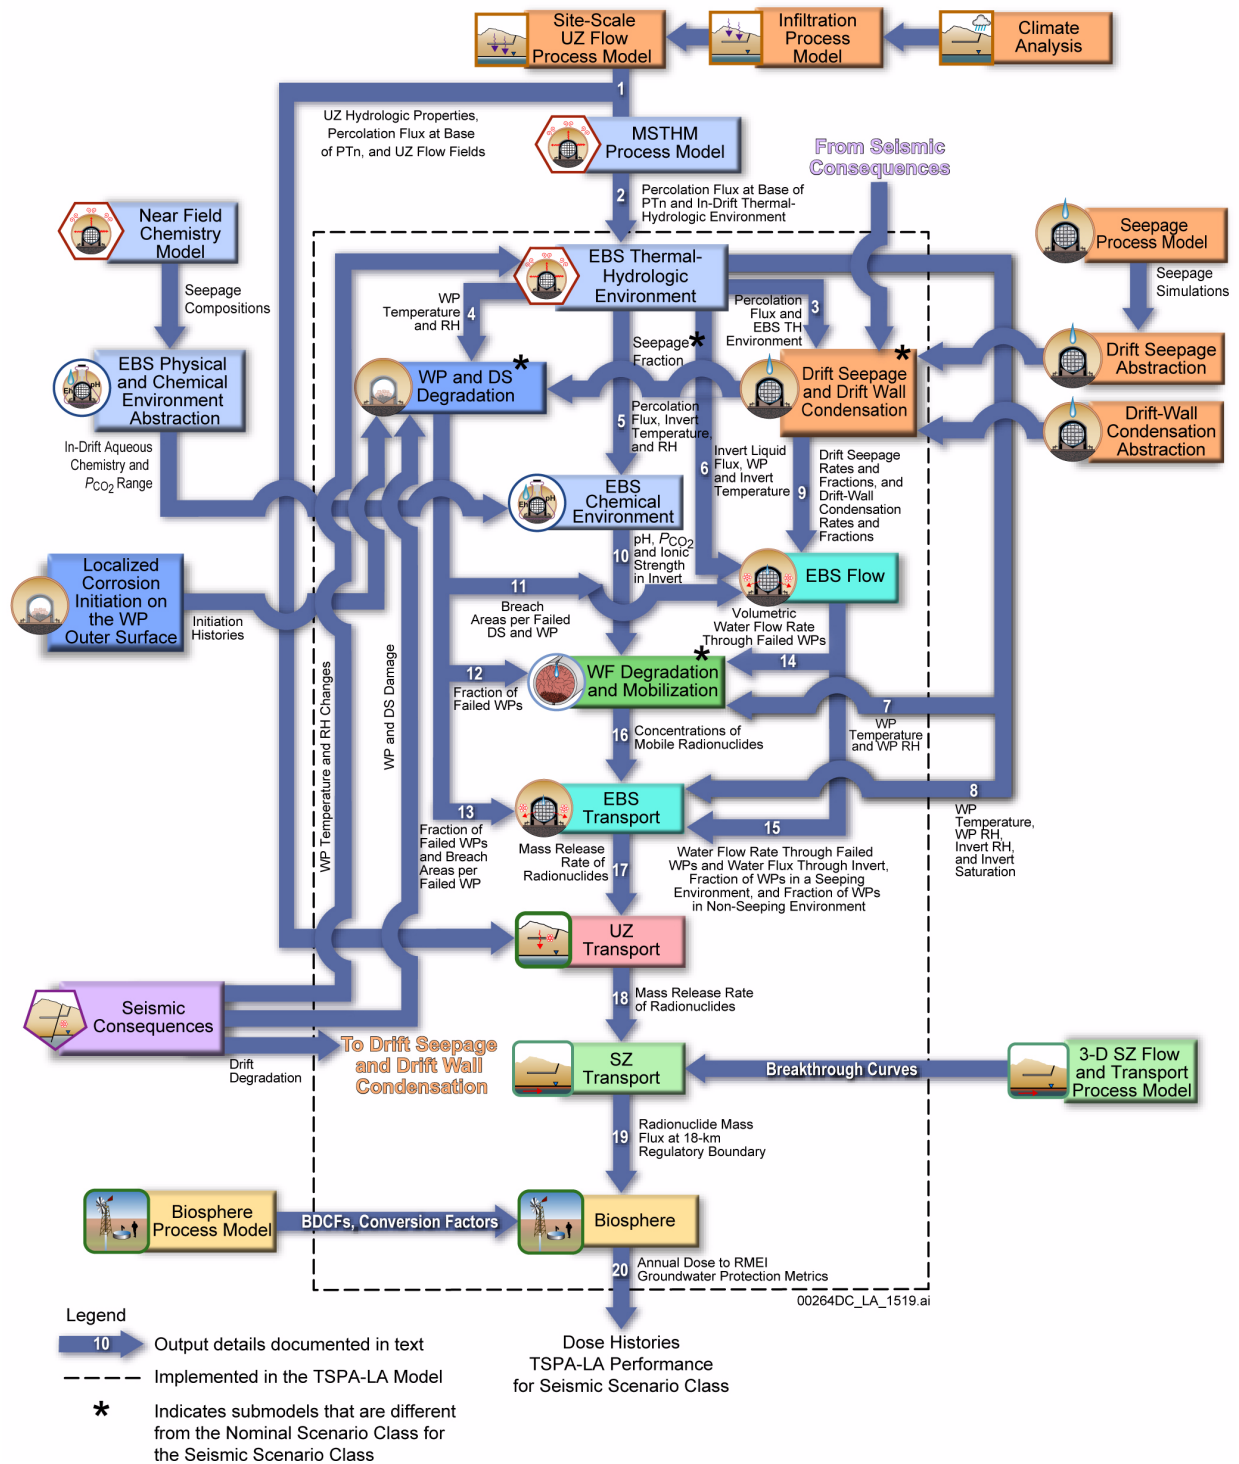 Site-Scale
UZ Flow
Process Model
Infiltration
Process
Model
Climate
Analysis
1
UZ Hydrologic Properties,
Percolation Flux at Base
of PTn, and UZ Flow Fields
MSTHM
Process Model
From Seismic
Consequences
2
Percolation Flux at Base of
PTn and In-Drift Thermal-
Hydrologic Environment
Near Field
Chemistry
Model
Seepage
Process Model
Seepage
Compositions
Seepage
Simulations
EBS Thermal-
Hydrologic
Environment
WP
Temperature
and RH
4
Percolation
Flux and
EBS TH
Environment
3
Seepage
Fraction
*
EBS Physical
and Chemical
Environment
Abstraction
WP and DS
Degradation
*
Drift Seepage
and Drift Wall
Condensation
*
Drift Seepage
Abstraction
Drift-Wall
Condensation
Abstraction
5
Percolation
Flux, Invert
Temperature,
and RH
6
Invert Liquid
Flux, WP
and Invert
Temperature
9
Drift Seepage
Rates and
Fractions, and
Drift-Wall
Condensation
Rates and
Fractions
In-Drift Aqueous
Chemistry and
PCO2 Range
EBS
Chemical
Environment
10
pH, PCO2
and Ionic
Strength
in Invert
EBS Flow
Localized
Corrosion
Initiation on
the WP
Outer Surface
Initiation
Histories
11
Breach
Areas per Failed
DS and WP
Volumetric
Water Flow Rate
Through Failed WPs
14
12
Fraction of
Failed WPs
WF Degradation
and Mobilization
*
7
WP
Temperature
and WP RH
WP Temperature and RH Changes
WP and DS Damage
16
Concentrations of
Mobile Radionuclides
EBS
Transport
8
WP
Temperature,
WP RH,
Invert RH,
and Invert
Saturation
13
Fraction of
Failed WPs
and Breach
Areas per
Failed WP
15
Water Flow Rate Through Failed
WPs and Water Flux Through Invert,
Fraction of WPs in a Seeping
Environment, and Fraction of WPs
in Non-Seeping Environment
Mass Release
Rate of
Radionuclides
17
UZ
Transport
18
Mass Release Rate
of Radionuclides
Seismic
Consequences
Drift
Degradation
To Drift Seepage
and Drift Wall
Condensation
SZ
Transport
Breakthrough Curves
3-D SZ Flow
and Transport
Process Model
19
Radionuclide Mass
Flux at 18-km
Regulatory Boundary
Biosphere
Process Model
BDCFs, Conversion Factors
Biosphere
20
Annual Dose to RMEI
Groundwater Protection Metrics
00264DC_LA_1519.ai
Dose Histories
TSPA-LA Performance
for Seismic Scenario Class
Legend
10
Output details documented in text
Implemented in the TSPA-LA Model
*
Indicates submodels that are different
from the Nominal Scenario Class for
the Seismic Scenario Class